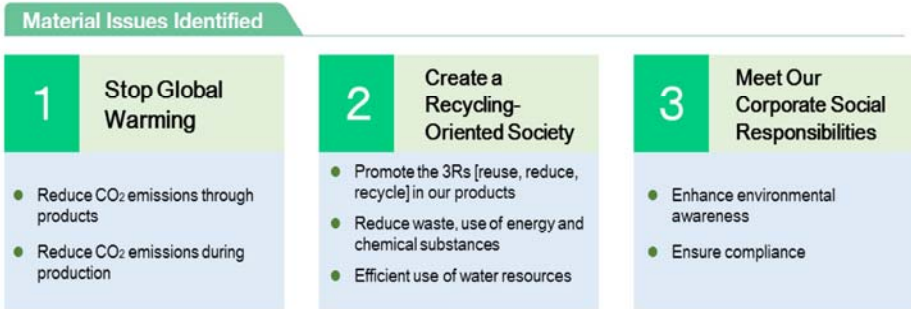 Material Issues Identified
1
Stop Global
Warming
Reduce CO2 emissions through
products
Reduce CO2 emissions during
production
2
Create a
Recycling-
Oriented Society
Promote the 3Rs [reuse, reduce,
recycle] in our products
Reduce waste, use of energy and
chemical substances
Efficient use of water resources
3
Meet Our
Corporate Social
Responsibilities
Enhance environmental
awareness
Ensure compliance